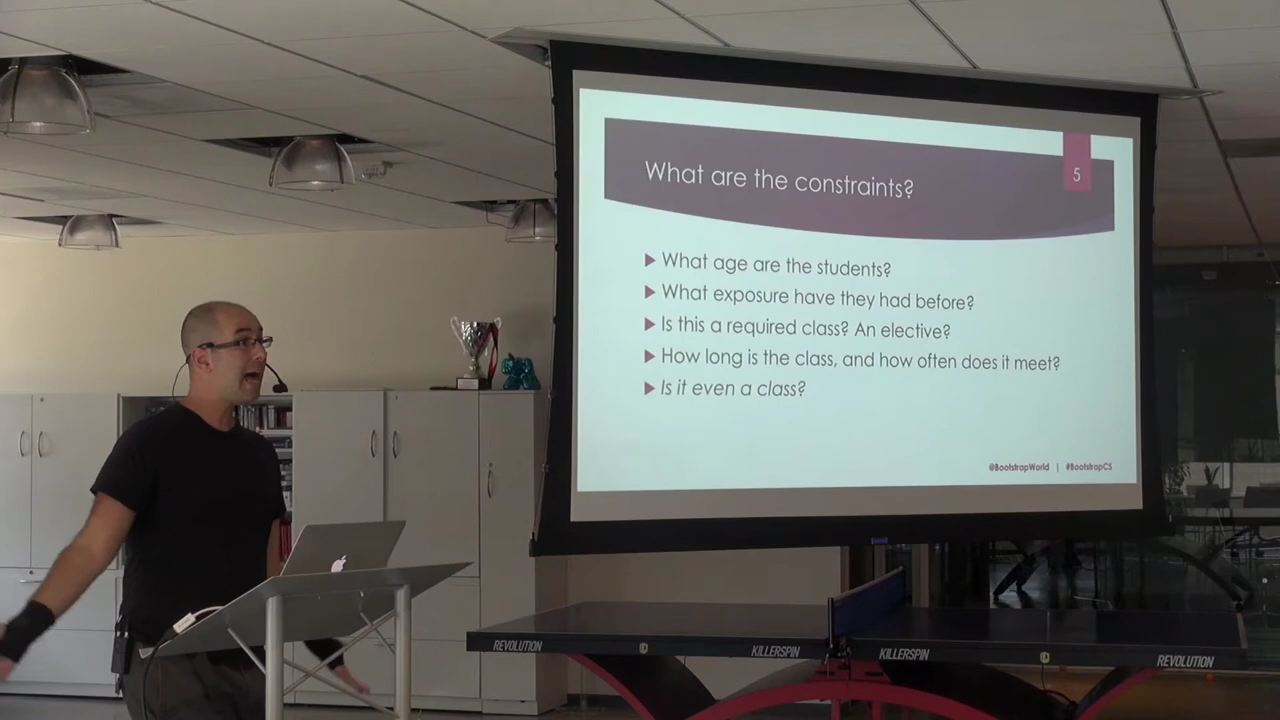 What are the constraints?
5
What age are the students?
What exposure have they had before?
Is this a required class? An elective?
How long is the class, and how often does it meet?
Is it even a class?
@BootstrapWorld | #BootstrapCS
REVOLUTION
KILLERSPIN
KILLERSPIN
REVOLUTION